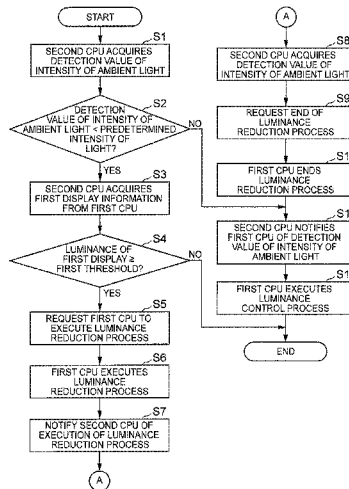 START
S1
SECOND CPU ACQUIRES
DETECTION VALUE OF
INTENSITY OF AMBIENT LIGHT
S2
DETECTION
VALUE OF INTENSITY OF
AMBIENT LIGHT < PREDETERMINED
INTENSITY OF
LIGHT?
NO
YES
S3
SECOND CPU ACQUIRES
FIRST DISPLAY INFORMATION
FROM FIRST CPU
S4
LUMINANCE OF
FIRST DISPLAY ≥
FIRST THRESHOLD?
NO
YES
S5
REQUEST FIRST CPU TO
EXECUTE LUMINANCE
REDUCTION PROCESS
S6
FIRST CPU EXECUTES
LUMINANCE
REDUCTION PROCESS
S7
NOTIFY SECOND CPU OF
EXECUTION OF LUMINANCE
REDUCTION PROCESS
A
A
S8
SECOND CPU ACQUIRES
DETECTION VALUE OF
INTENSITY OF AMBIENT LIGHT
S9
REQUEST END OF
LUMINANCE
REDUCTION PROCESS
S1
FIRST CPU ENDS
LUMINANCE
REDUCTION PROCESS
S1
SECOND CPU NOTIFIES
FIRST CPU OF DETECTION
VALUE OF INTENSITY OF
AMBIENT LIGHT
S1
FIRST CPU EXECUTES
LUMINANCE
CONTROL PROCESS
END